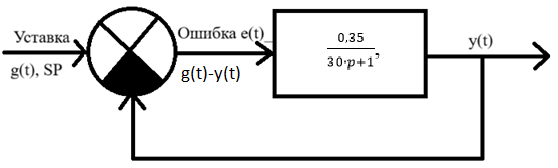 Уставка
g(t), SP
Ошибка e(t)_
g(t)-y(t)
0,35
30·p+1,
y(t)